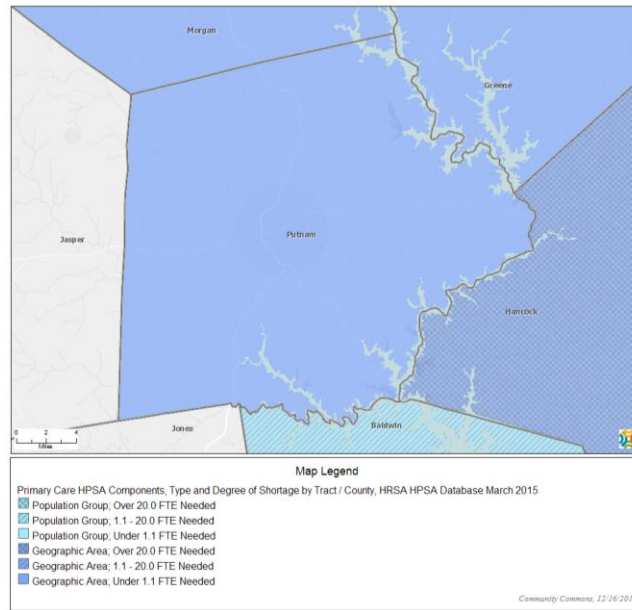 Morgan
Greene
Jasper
Putnam
Hancock
Jones
Baldwin
0 2 4
Miles
Map Legend
Primary Care HPSA Components, Type and Degree of Shortage by Tract / County, HRSA HPSA Database March 2015
Population Group; Over 20.0 FTE Needed
Population Group; 1.1 - 20.0 FTE Needed
Population Group; Under 1.1 FTE Needed
Geographic Area; Over 20.0 FTE Needed
Geographic Area; 1.1 - 20.0 FTE Needed
Geographic Area; Under 1.1 FTE Needed
Community Commons,